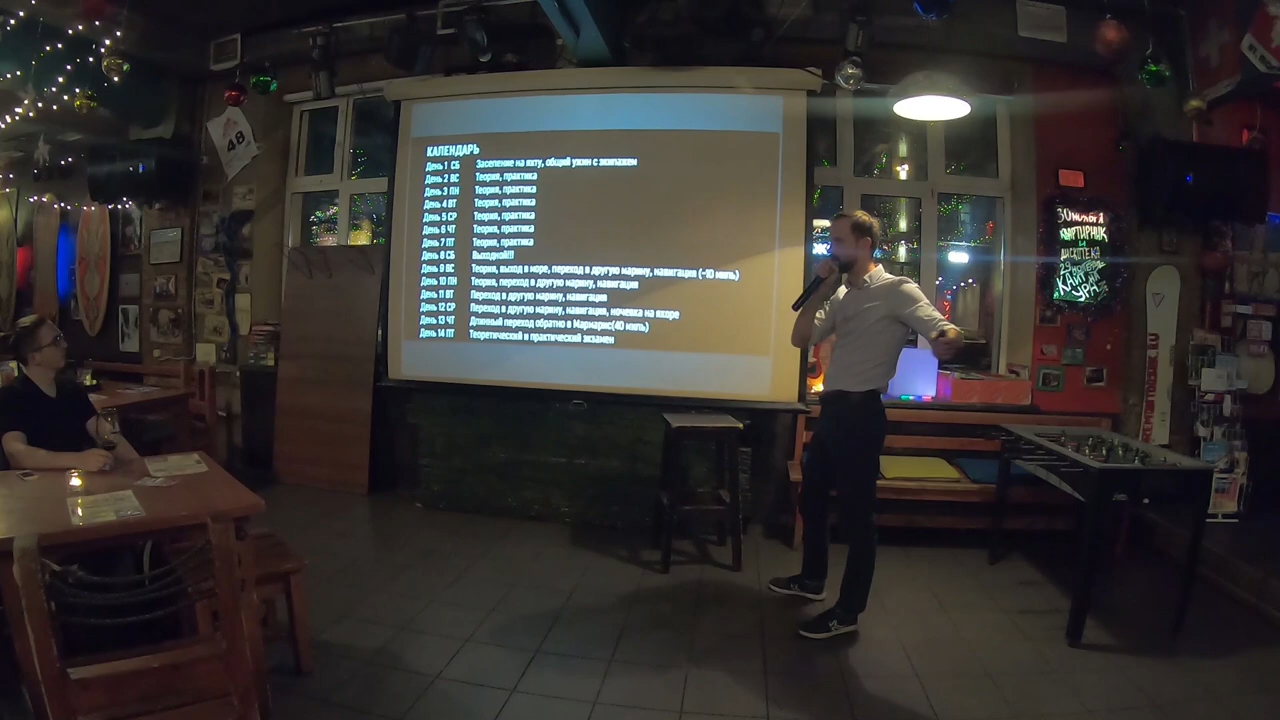 КАЛЕНДАРЬ
День 1 СБ Заселение на яхту, общий ужин с экипажем
День 2 ВС Теория, практика
День 3 ПН Теория, практика
День 4 ВТ Теория, практика
День 5 СР Теория, практика
День 6 ЧТ Теория, практика
День 7 ПТ Теория, практика
День 8 СБ Выходной!!!
День 9 ВС Теория, выход в море, переход в другую марину, навигация (~10 миль)
День 10 ПН Теория, переход в другую марину, навигация
День 11 ВТ Переход в другую марину, навигация
День 12 СР Переход в другую марину, навигация, ночевка на якоре
День 13 ЧТ Длинный переход обратно в Мармарис(40 миль)
День 14 ПТ Теоретический и практический экзамен
48
КВАРТИРНИК
И
ДИСКОТЕКА
29 НОЯБРЯ